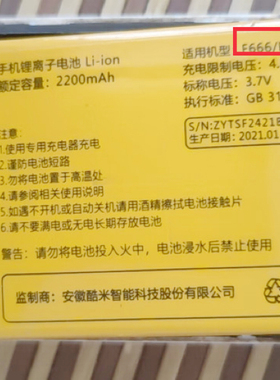 手机锂离子电池 Li-ion
额定容量：2200mAh
适用机型：F666/
充电限制电压：4.
标称电压：3.7V
执行标准：GB 31
S/N:ZYTSF2421B
生产日期：2021.01
注意：
1.使用专用充电器充电
2.谨防电池短路
3.勿将电池置于高温处
4.请参阅相关使用说明
5.如遇不开机或自动关机请用酒精擦拭电池接触片
6.请不要满电或无电长期存放电池
警告：请勿将电池投入火中，电池浸水后禁止使用
监制商：安徽酷米智能科技股份有限公司